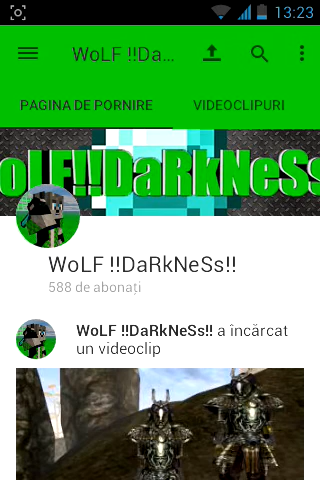 13:23
WoLF !!Da...
PAGINA DE PORNIRE
VIDEOCLIPURI
oLF!!DaRkNeSs
WoLF !!DaRkNeSs!!
588 de abonați
WoLF !!DaRkNeSs!! a încărcat
un videoclip